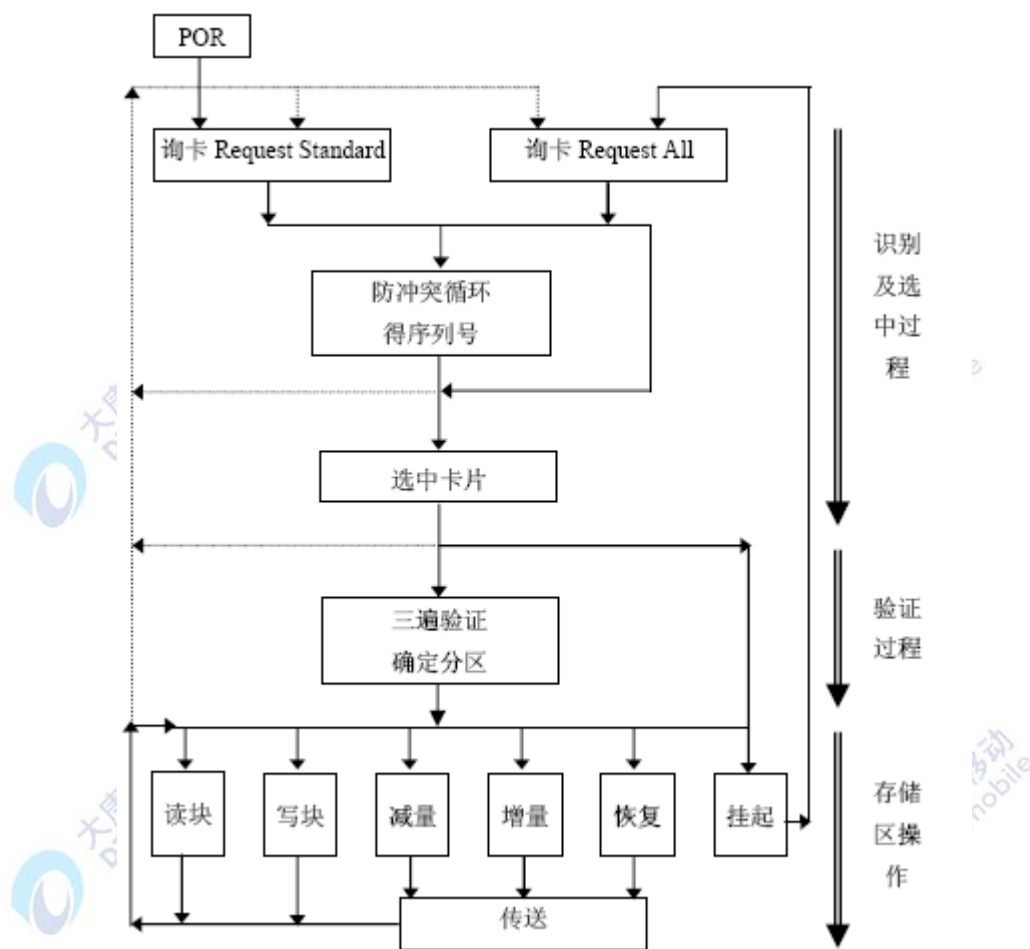 POR
询卡 Request Standard
询卡 Request All
防冲突循环
得序列号
选中卡片
三遍验证
确定分区
读块
写块
减量
增量
恢复
挂起
传送
识别
及选
中过
程
验证
过程
存储
区操
作
移动
mobile